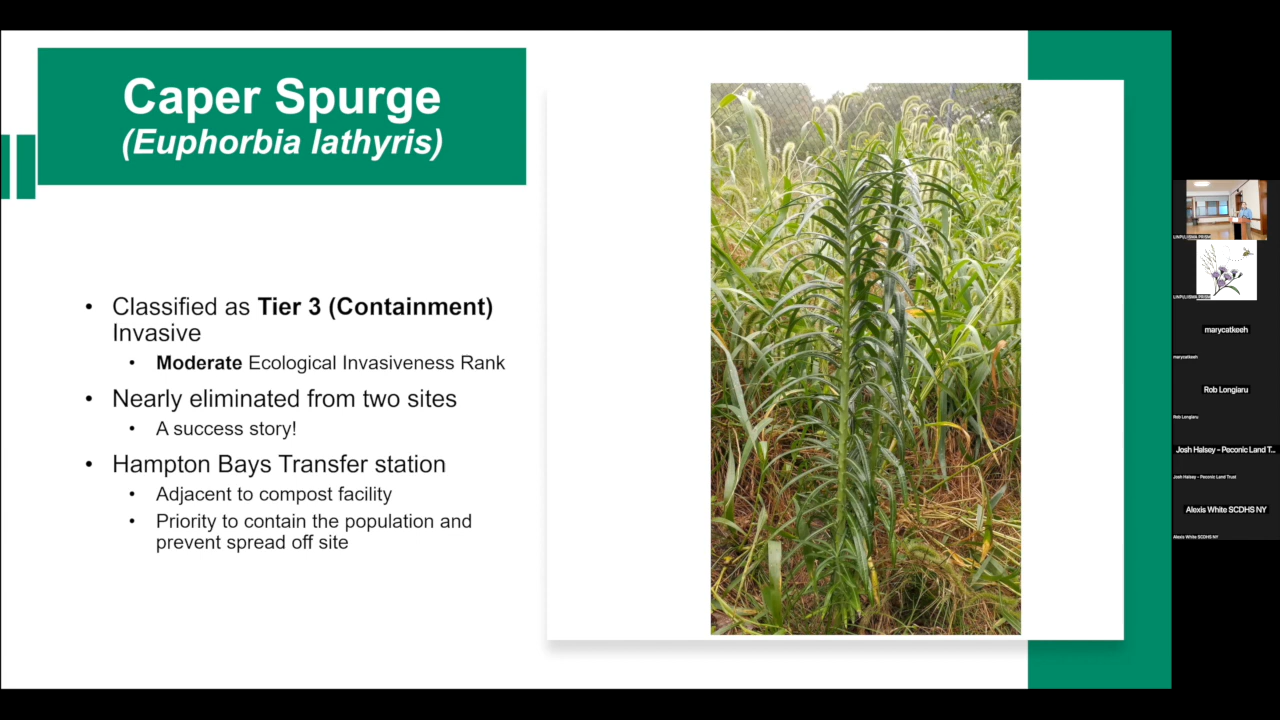 Caper Spurge
(Euphorbia lathyris)
• Classified as Tier 3 (Containment)
Invasive
• Moderate Ecological Invasiveness Rank
• Nearly eliminated from two sites
• A success story!
• Hampton Bays Transfer station
• Adjacent to compost facility
• Priority to contain the population and
prevent spread off site
marycatkeeh
marycatkeeh
Rob Longiaru
Rob Longiaru
Josh Halsey - Peconic Land T...
Josh Halsey - Peconic Land Trust
Alexis White SCDHS NY
Alexis White SCDHS NY